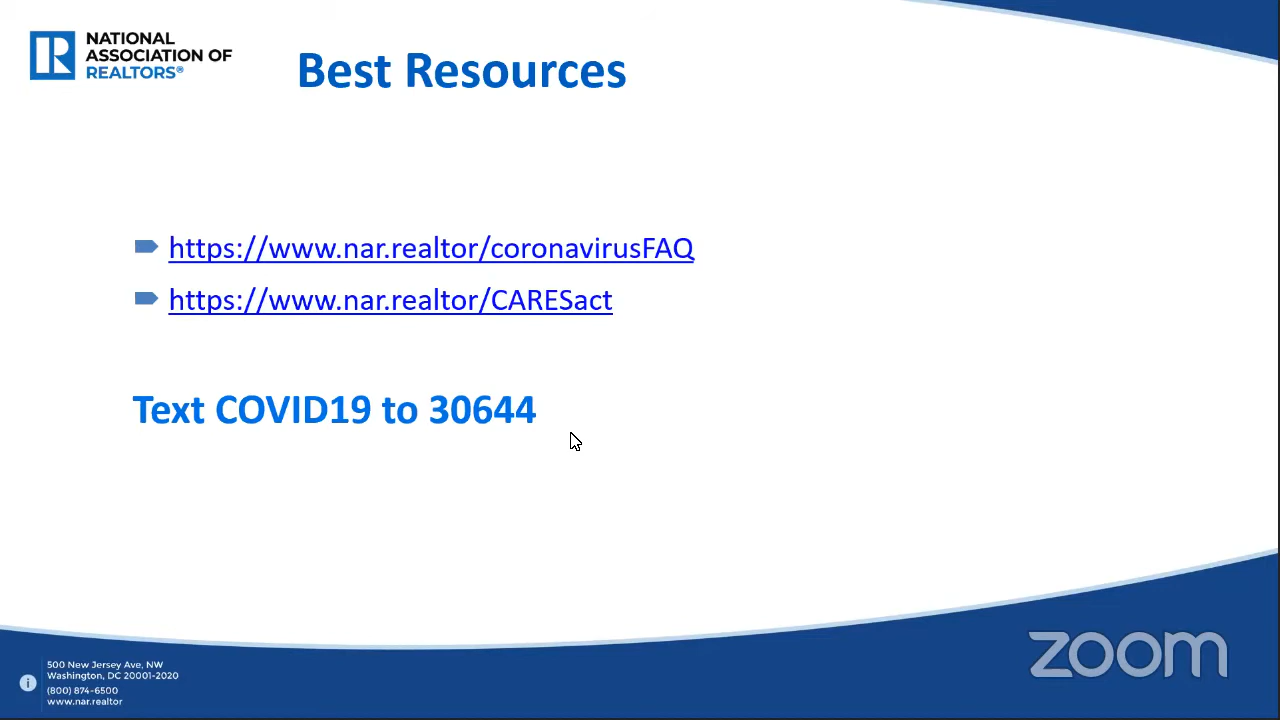 NATIONAL
ASSOCIATION OF
REALTORS®
Best Resources
https://www.nar.realtor/coronavirusFAQ
https://www.nar.realtor/CARESact
Text COVID19 to 30644
500 New Jersey Ave, NW
Washington, DC 20001-2020
(800) 874-6500
www.nar.realtor
zoom